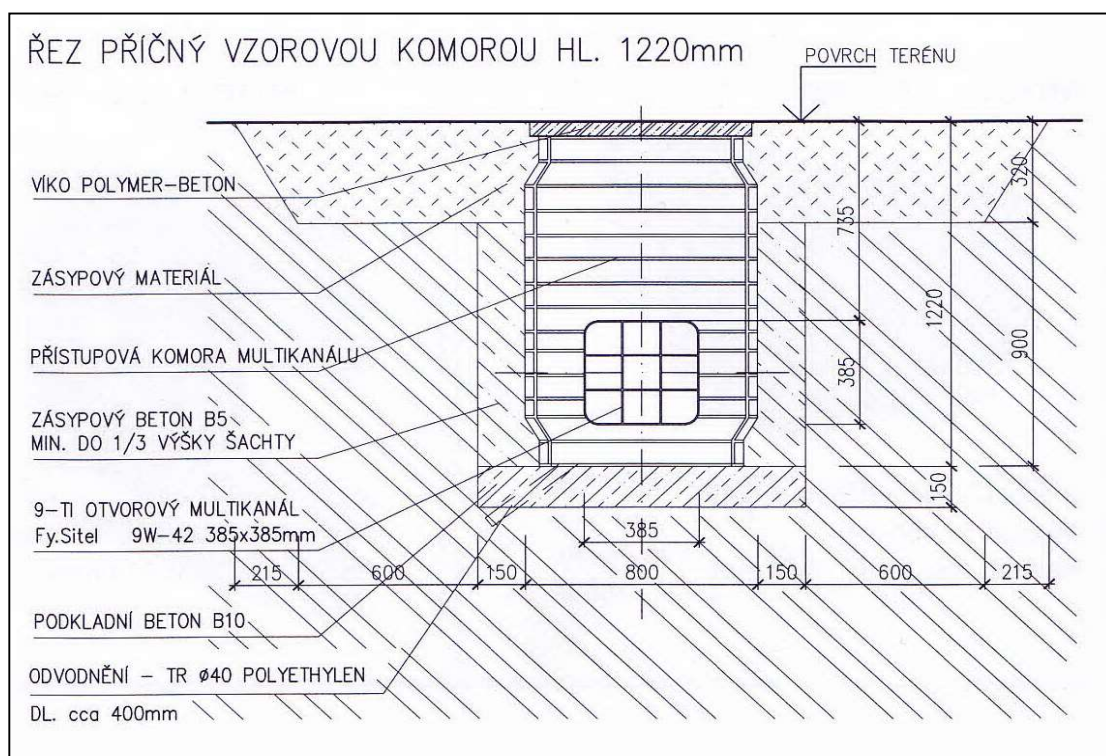 ŘEZ PŘÍČNÝ VZOROVOU KOMOROU HL. 1220mm
POVRCH TERÉNU
VÍKO POLYMER-BETON
ZÁSYPOVÝ MATERIÁL
PŘÍSTUPOVÁ KOMORA MULTIKANÁLU
ZÁSYPOVÝ BETON B5
MIN. DO 1/3 VÝŠKY ŠACHTY
9-TI OTVOROVÝ MULTIKANÁL
Fy.Sitel 9W-42 385x385mm
PODKLADNÍ BETON B10
ODVODNĚNÍ - TR ø40 POLYETHYLEN
DL. cca 400mm
735
385
1220
150
320
900
385
215 600 150 800 150 600 215